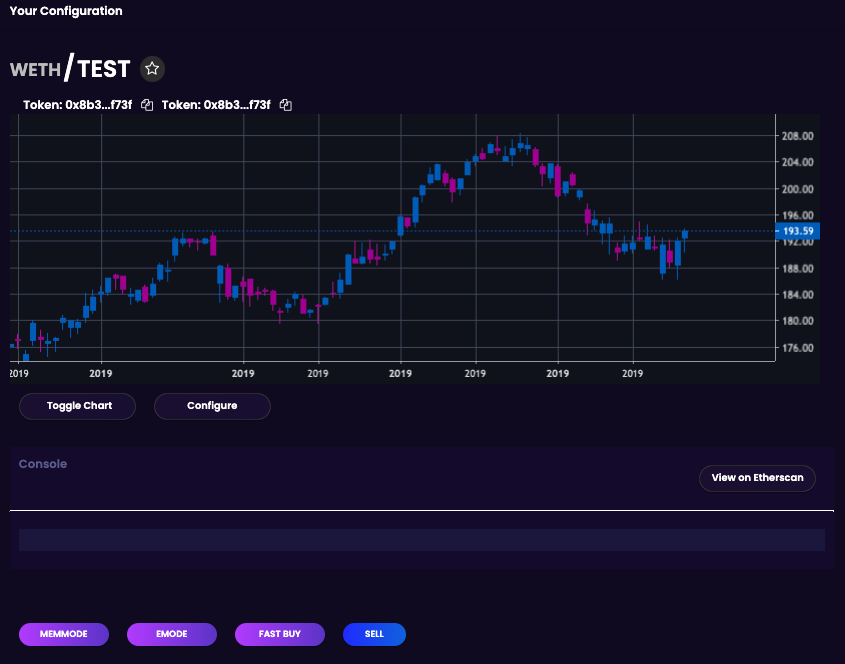 Your Configuration
WETH/TEST
Token: 0x8b3...f73f Token: 0x8b3...f73f
208.00
204.00
200.00
196.00
193.59
192.00
188.00
184.00
180.00
176.00
2019 2019 2019 2019 2019 2019 2019 2019
Toggle Chart Configure
Console
View on Etherscan
MEMMODE EMODE FAST BUY SELL